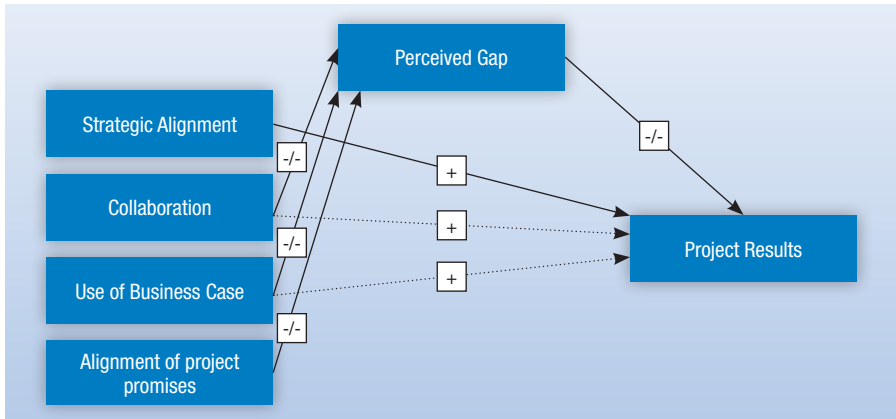 Perceived Gap
Strategic Alignment
-/-
-/-
+
Collaboration
+
-/-
Project Results
Use of Business Case
+
-/-
Alignment of project
promises